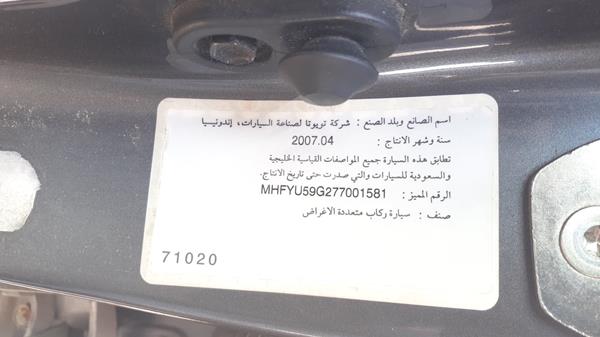 اسم الصانع وبلد الصنع : شركة تويوتا لصناعة السيارات، إندونيسيا
سنة وشهر الانتاج : 2007.04
تطابق هذه السيارة جميع المواصفات القياسية الخليجية
والسعودية للسيارات والتي صدرت حتى تاريخ الانتاج.
الرقم المميز : MHFYU59G277001581
صنف : سيارة ركاب متعددة الاغراض
71020